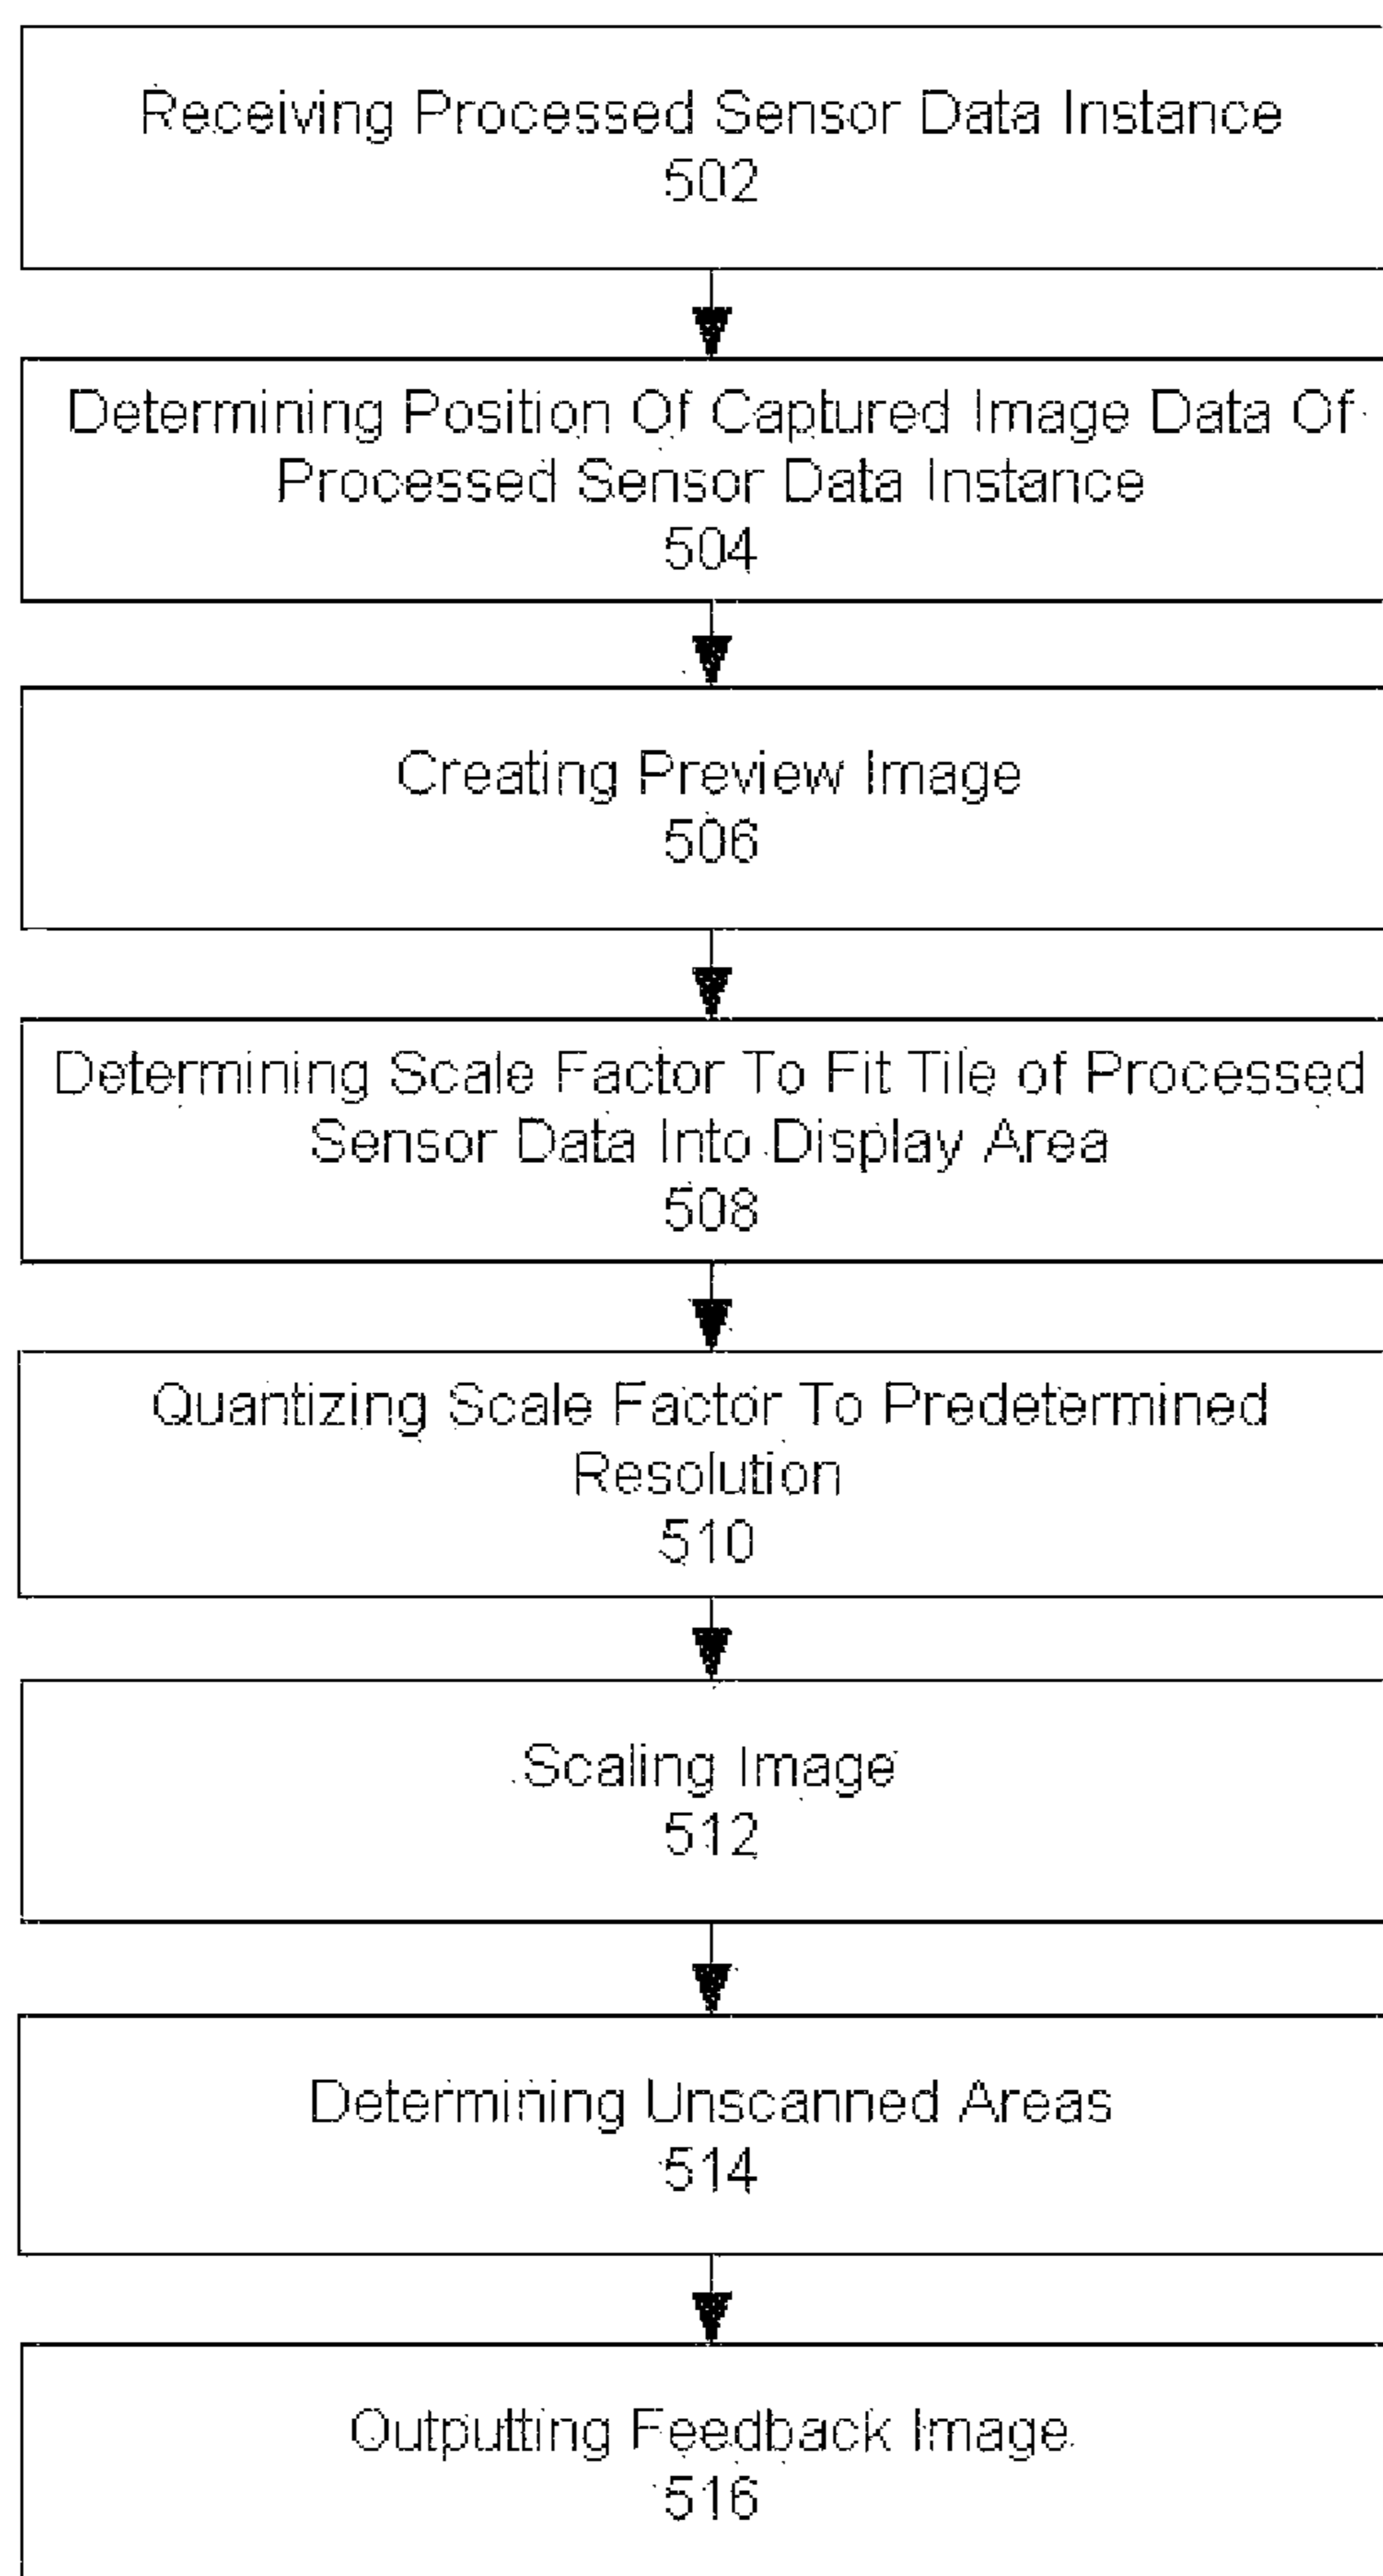 Receiving Processed Sensor Data Instance
502
Determining Position Of Captured Image Data Of
Processed Sensor Data Instance
504
Creating Preview Image
506
Determining Scale Factor To Fit Tile of Processed
Sensor Data Into Display Area
508
Quantizing Scale Factor To Predetermined
Resolution
510
Scaling Image
512
Determining Unscanned Areas
514
Outputting Feedback Image
516